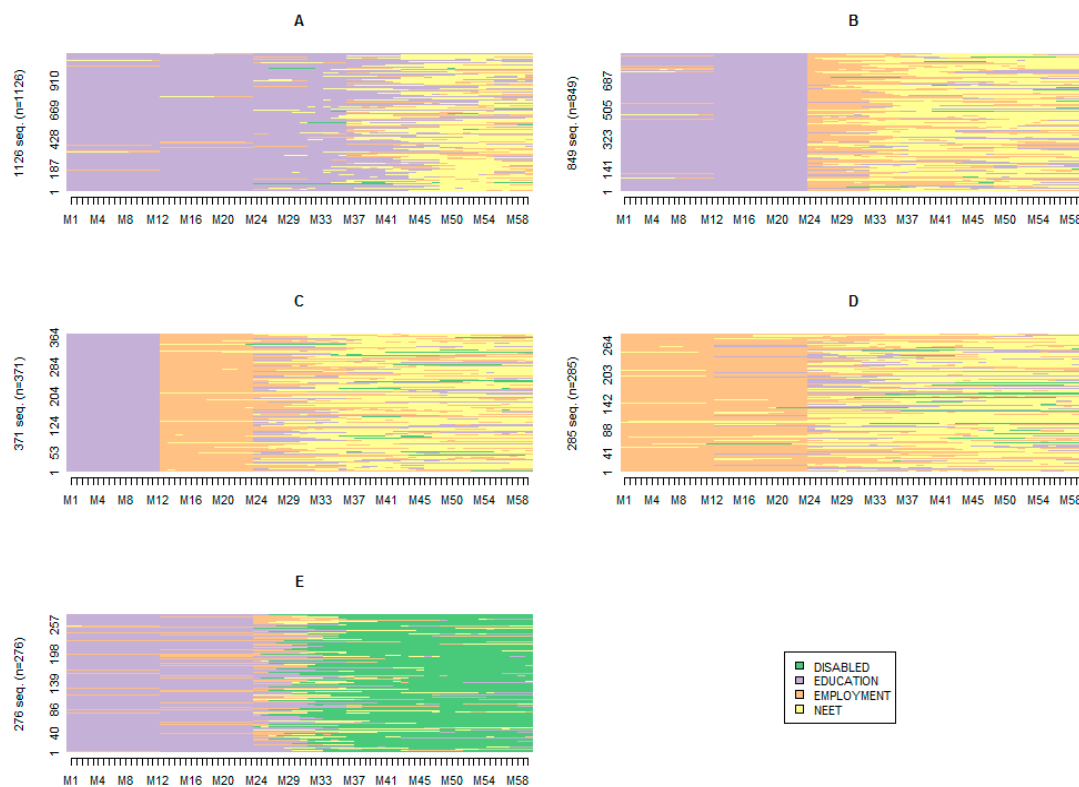 A
1126 seq. (n=1126)
1 187 428 669 910
M1 M4 M8 M12 M16 M20 M24 M29 M33 M37 M41 M45 M50 M54 M58
B
849 seq. (n=849)
1 141 323 505 687
M1 M4 M8 M12 M16 M20 M24 M29 M33 M37 M41 M45 M50 M54 M58
C
371 seq. (n=371)
1 53 124 204 284 364
M1 M4 M8 M12 M16 M20 M24 M29 M33 M37 M41 M45 M50 M54 M58
D
285 seq. (n=285)
1 41 88 142 203 264
M1 M4 M8 M12 M16 M20 M24 M29 M33 M37 M41 M45 M50 M54 M58
E
276 seq. (n=276)
1 40 86 139 198 257
M1 M4 M8 M12 M16 M20 M24 M29 M33 M37 M41 M45 M50 M54 M58
DISABLED
EDUCATION
EMPLOYMENT
NEET